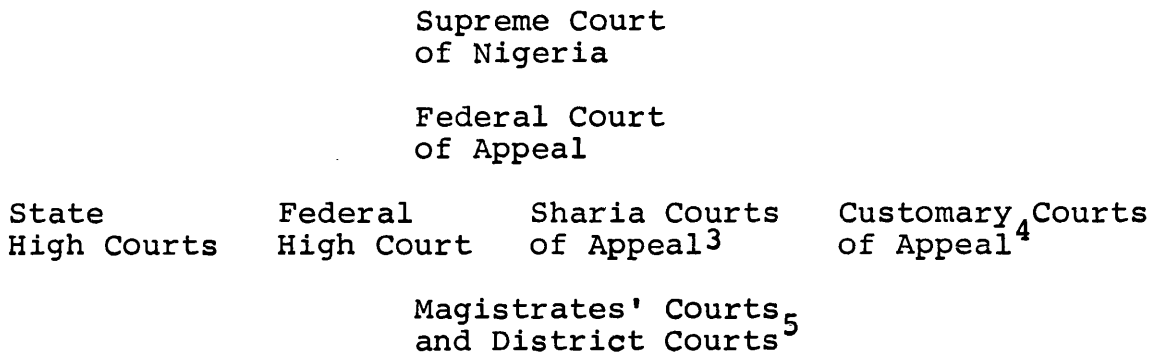 Supreme Court
of Nigeria
Federal Court
of Appeal
State Federal Sharia Courts Customary Courts
High Courts High Court of Appeal3 of Appeal4
Magistrates' Courts
and District Courts5